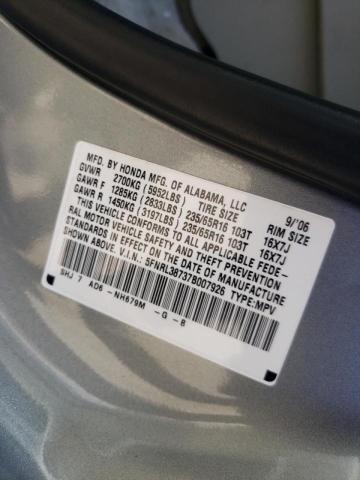 MFD. BY HONDA MFG. OF ALABAMA, LLC 9/'06
GVWR 2700KG (5952LBS) TIRE SIZE RIM SIZE
GAWR F 1285KG (2833LBS) 235/65R16 103T 16X7J
GAWR R 1450KG (3197LBS) 235/65R16 103T 16X7J
THIS VEHICLE CONFORMS TO ALL APPLICABLE FEDE-
RAL MOTOR VEHICLE SAFETY AND THEFT PREVENTION
STANDARDS IN EFFECT ON THE DATE OF MANUFACTURE
SHOWN ABOVE. V.I.N.: 5FNRL38737B007926 TYPE:MPV
SHJ 7 AD6 -NH679M -G -B